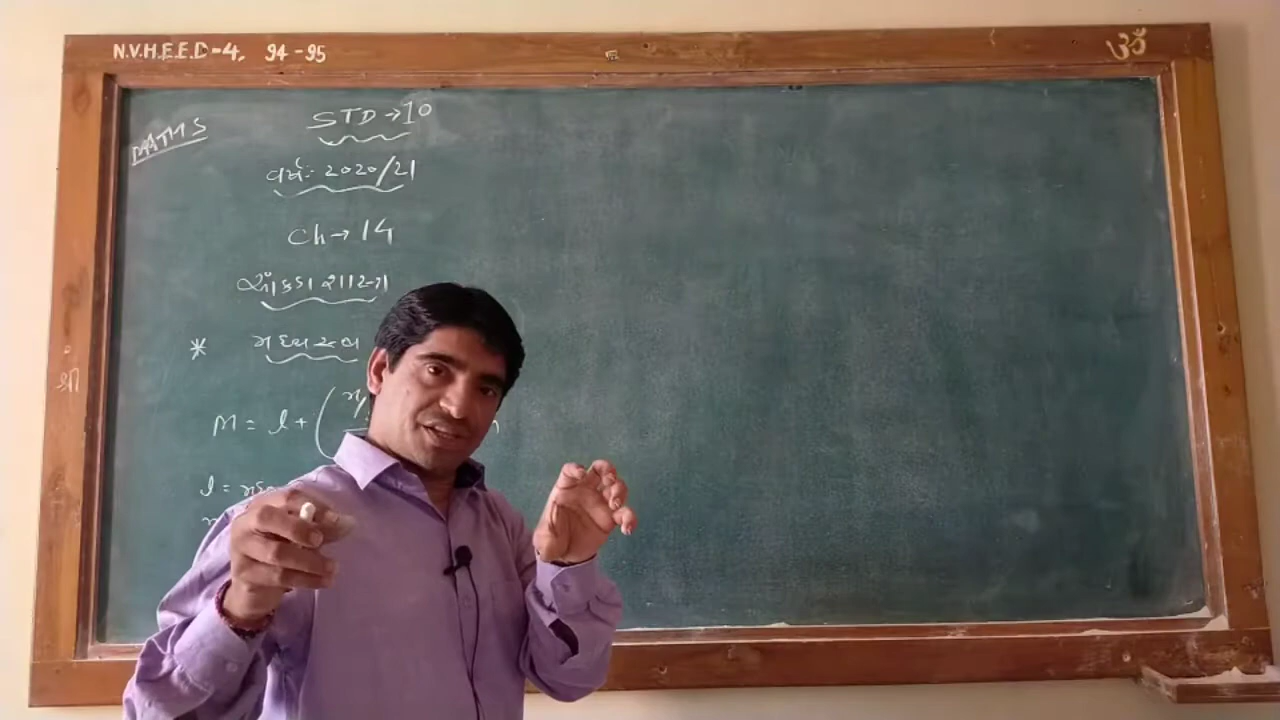 N.V.H.E.E.D-4, 94-95
ॐ
MATHS
STD → 10
વર્ષ:- 2020/21
Ch → 14
આંકડાશાસ્ત્ર
* મધ્યસ્થ
શ્રી
M = l +
l =